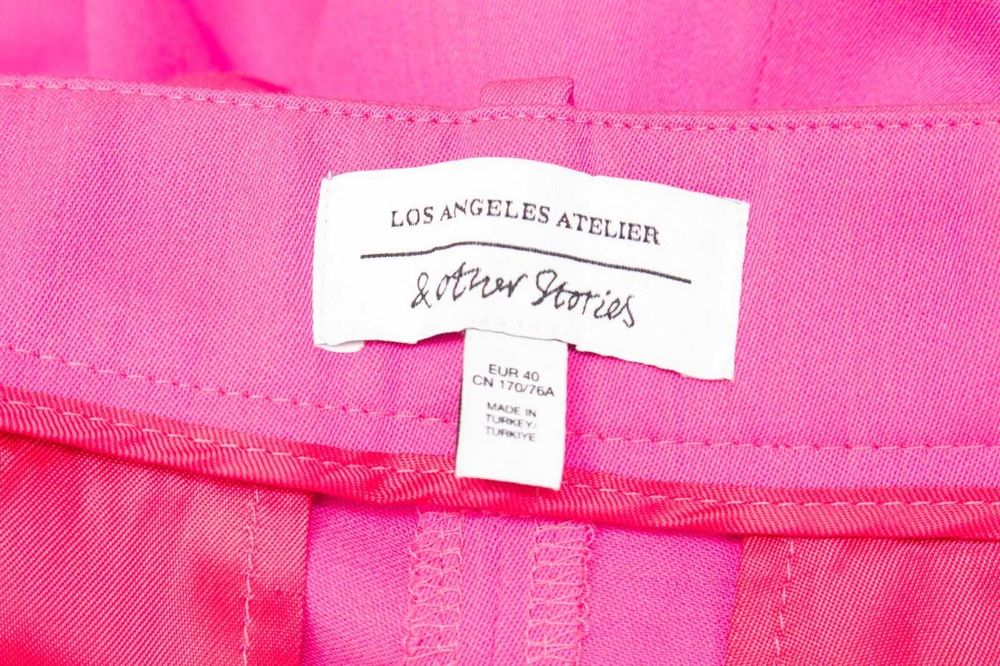 LOS ANGELES ATELIER
& other Stories
EUR 40
CN 170/76A
MADE IN
TURKEY/
TURKIYE